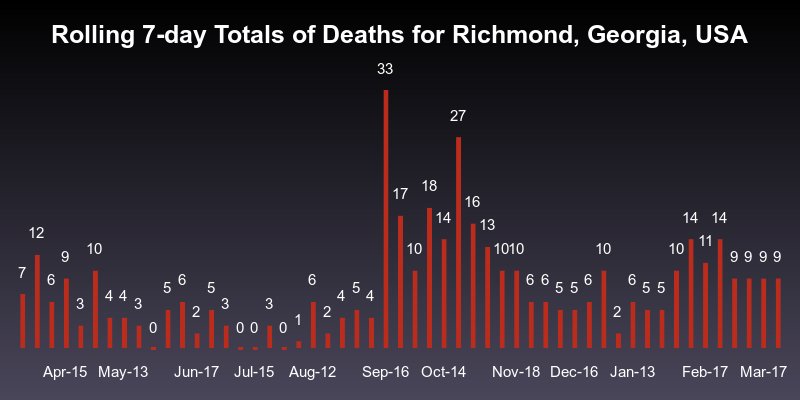 Rolling 7-day Totals of Deaths for Richmond, Georgia, USA
33
27
17 18 14 16 13
12 10 10 10 10 10 10 14 11 14
7 6 9 3 4 4 3 0 5 6 2 5 3 0 0 3 0 1 6 2 4 5 4 6 6 5 5 6 2 6 5 5 9 9 9 9
Apr-15 May-13 Jun-17 Jul-15 Aug-12 Sep-16 Oct-14 Nov-18 Dec-16 Jan-13 Feb-17 Mar-17